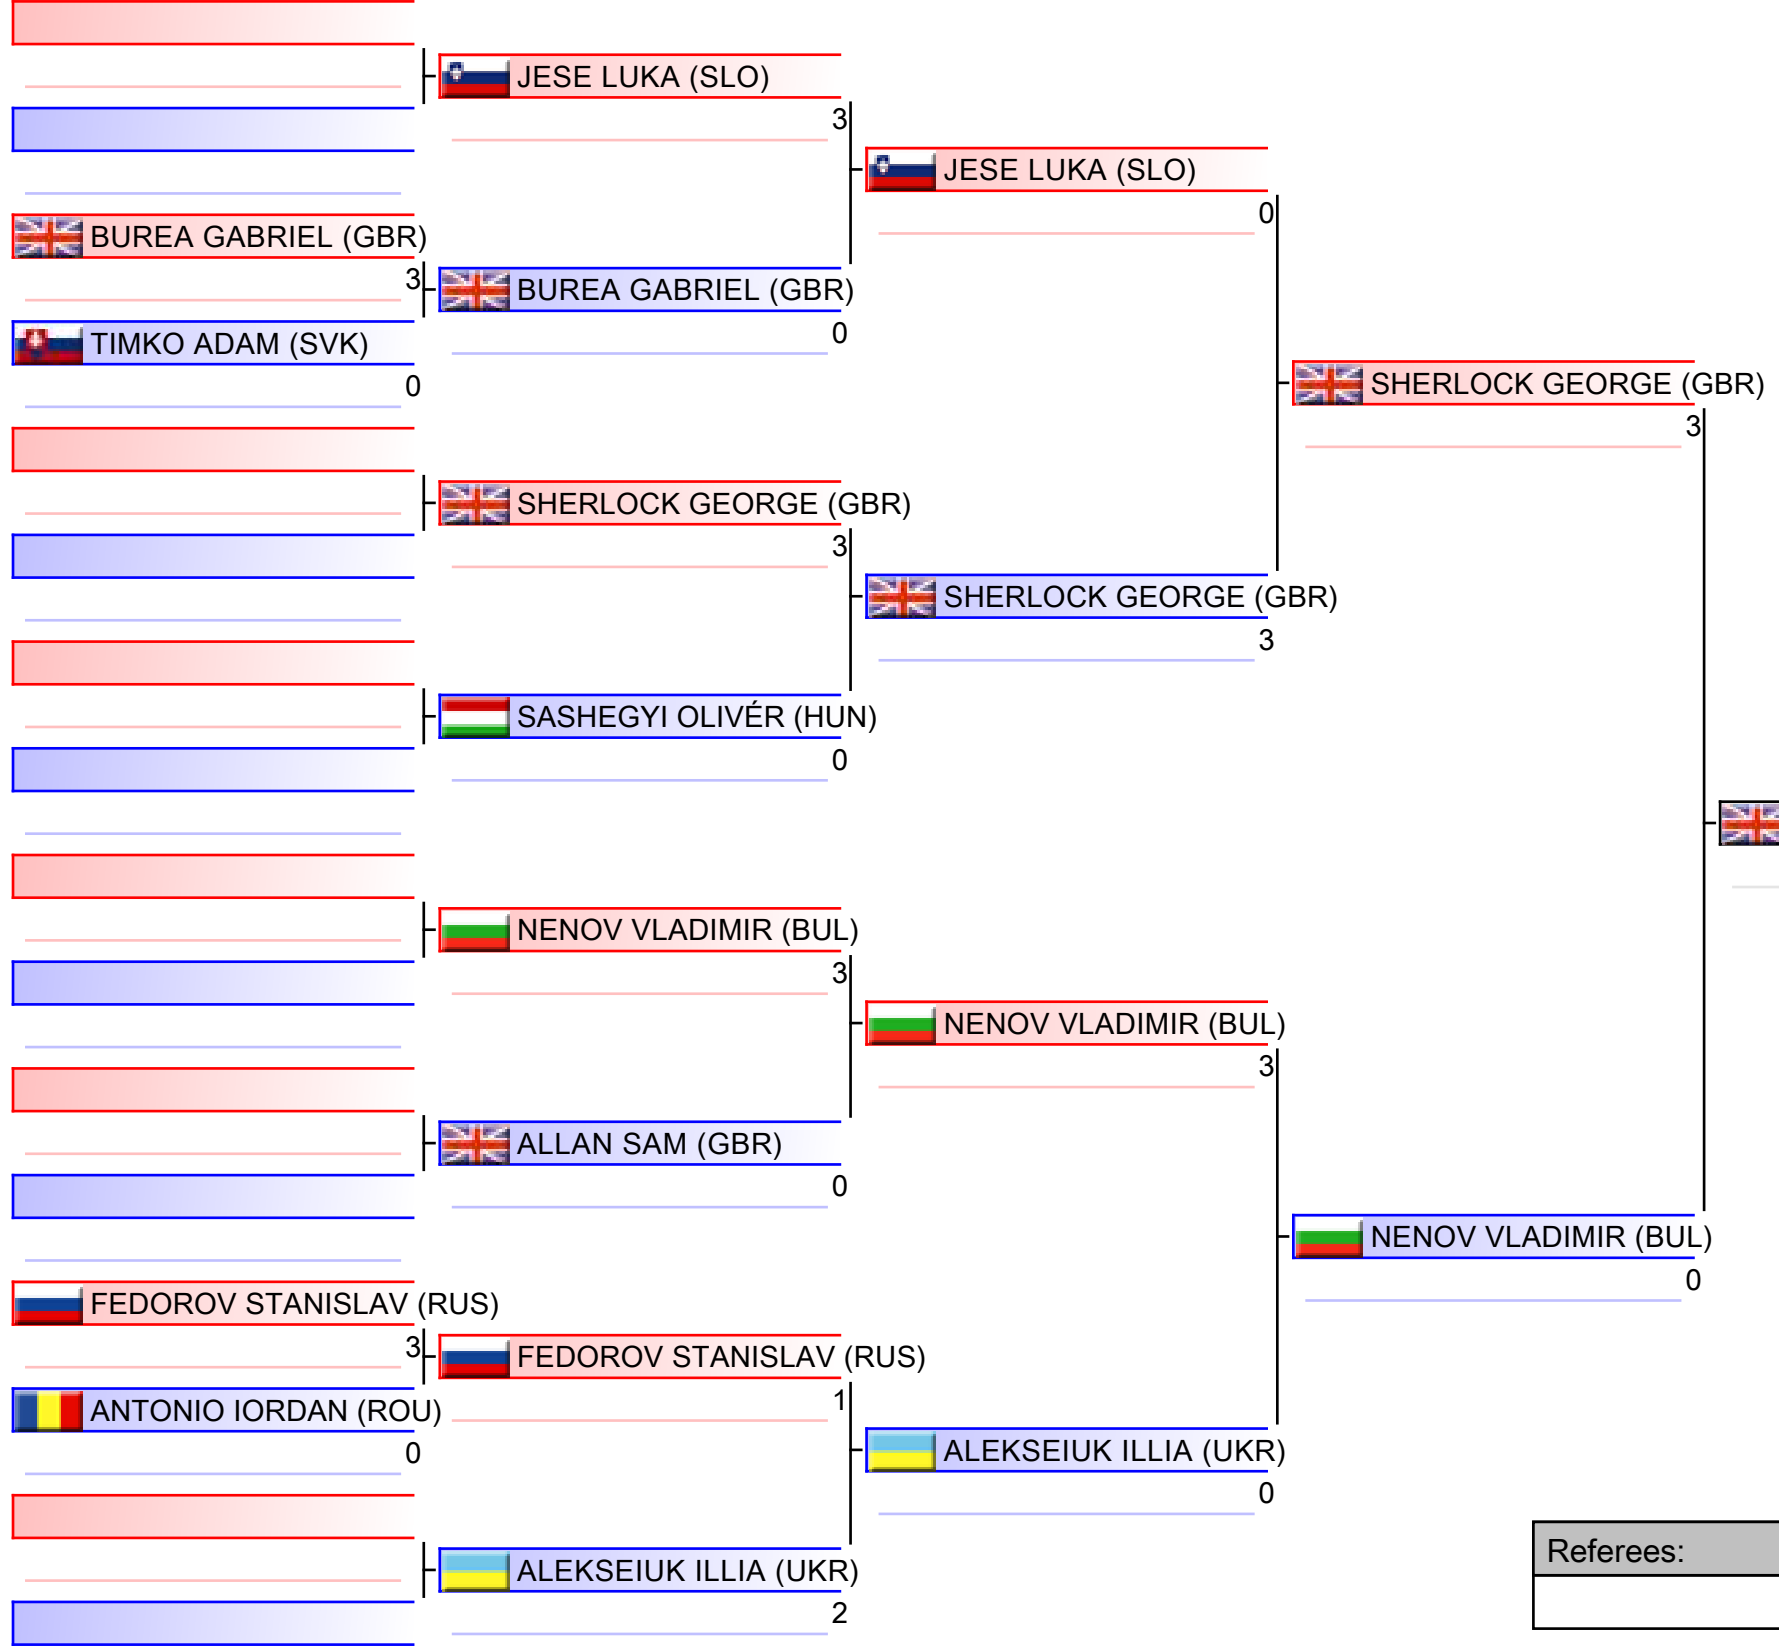 JESE LUKA (SLO)
3
JESE LUKA (SLO)
0
BUREA GABRIEL (GBR)
3
BUREA GABRIEL (GBR)
0
TIMKO ADAM (SVK)
0
SHERLOCK GEORGE (GBR)
3
SHERLOCK GEORGE (GBR)
3
SHERLOCK GEORGE (GBR)
3
SASHEGYI OLIVÉR (HUN)
0
NENOV VLADIMIR (BUL)
3
NENOV VLADIMIR (BUL)
3
ALLAN SAM (GBR)
0
NENOV VLADIMIR (BUL)
0
FEDOROV STANISLAV (RUS)
3
FEDOROV STANISLAV (RUS)
1
ANTONIO IORDAN (ROU)
0
ALEKSEIUK ILLIA (UKR)
0
ALEKSEIUK ILLIA (UKR)
2
Referees: